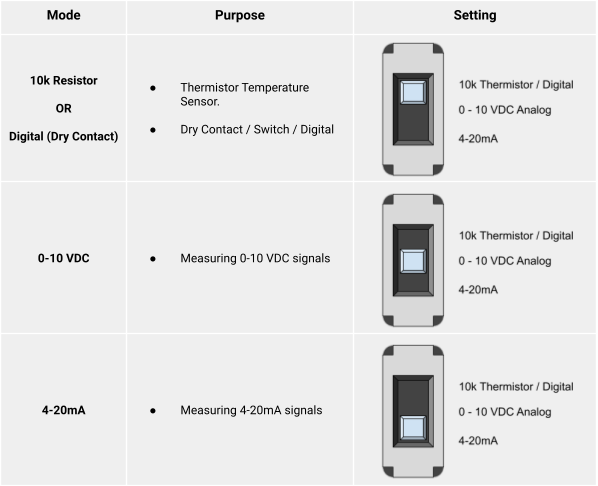 Mode
Purpose
Setting
10k Resistor
OR
Digital (Dry Contact)
● Thermistor Temperature
Sensor.
● Dry Contact / Switch / Digital
10k Thermistor / Digital
0 - 10 VDC Analog
4-20mA
0-10 VDC
● Measuring 0-10 VDC signals
10k Thermistor / Digital
0 - 10 VDC Analog
4-20mA
4-20mA
● Measuring 4-20mA signals
10k Thermistor / Digital
0 - 10 VDC Analog
4-20mA